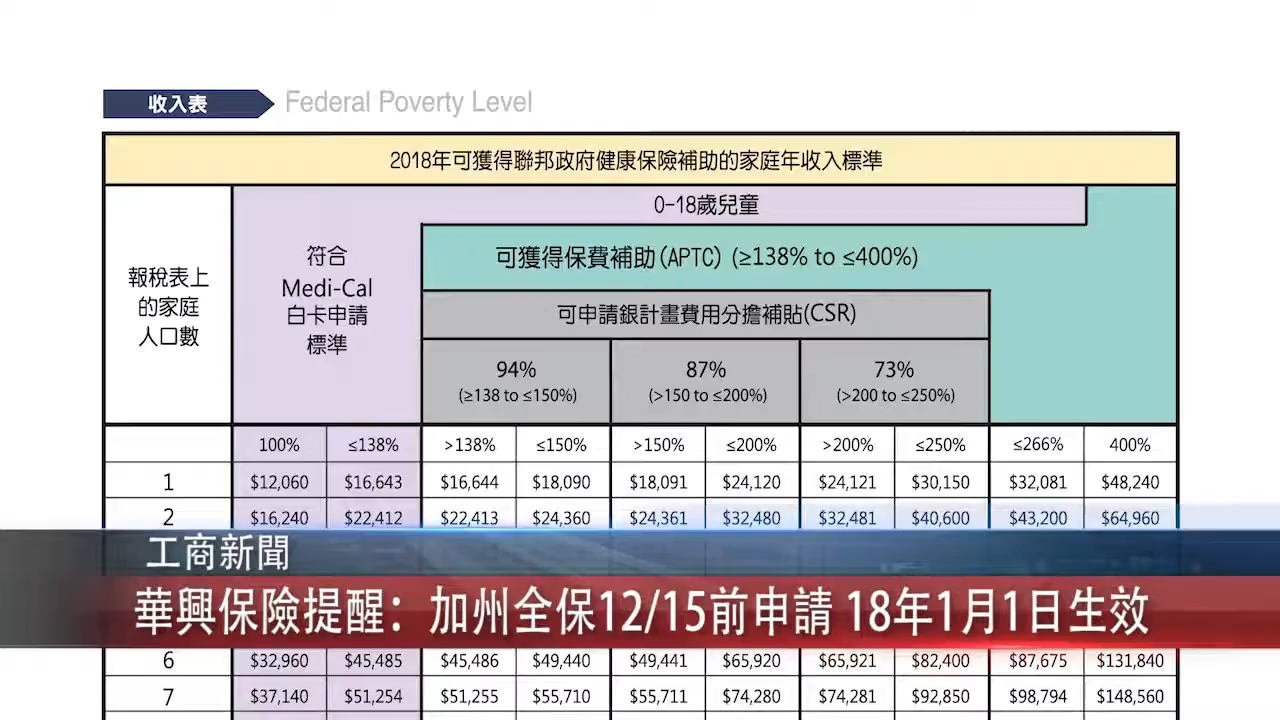 收入表 Federal Poverty Level
2018年可獲得聯邦政府健康保險補助的家庭年收入標準
0-18歲兒童
報稅表上
的家庭
人口數
符合
Medi-Cal
白卡申請
標準
可獲得保費補助(APTC) (≥138% to ≤400%)
可申請銀計畫費用分擔補貼(CSR)
94% 87% 73%
(≥138 to ≤150%) (>150 to ≤200%) (>200 to ≤250%)
100% ≤138% >138% ≤150% >150% ≤200% >200% ≤250% ≤266% 400%
1 $12,060 $16,643 $16,644 $18,090 $18,091 $24,120 $24,121 $30,150 $32,081 $48,240
2 $16,240 $22,412 $22,413 $24,360 $24,361 $32,480 $32,481 $40,600 $43,200 $64,960
工商新聞
華興保險提醒：加州全保12/15前申請 18年1月1日生效
6 $32,960 $45,485 $45,486 $49,440 $49,441 $65,920 $65,921 $82,400 $87,675 $131,840
7 $37,140 $51,254 $51,255 $55,710 $55,711 $74,280 $74,281 $92,850 $98,794 $148,560